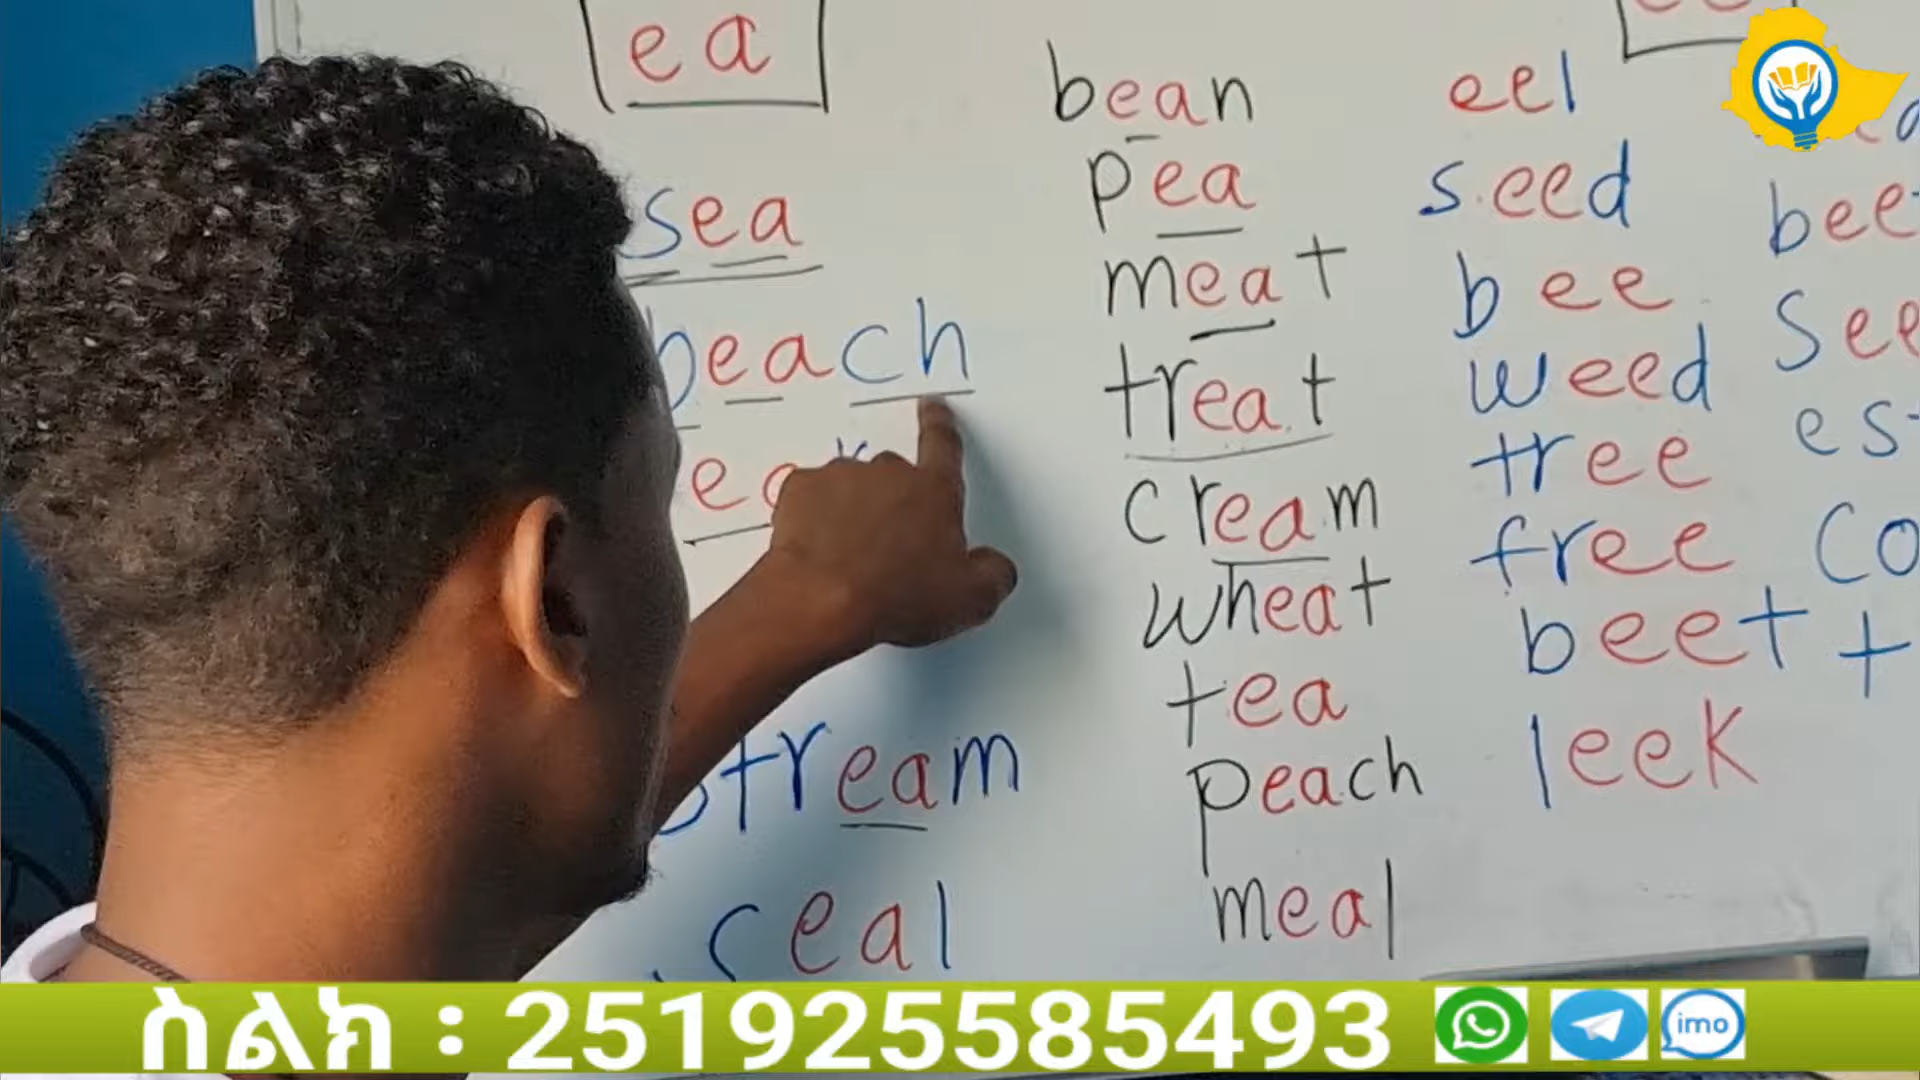 ea
sea
beach
stream
seal
bean
pea
meat
treat
cream
wheat
tea
peach
meal
eel
seed
bee
weed
tree
free
beet
leek
ስልክ : 251925585493
imo